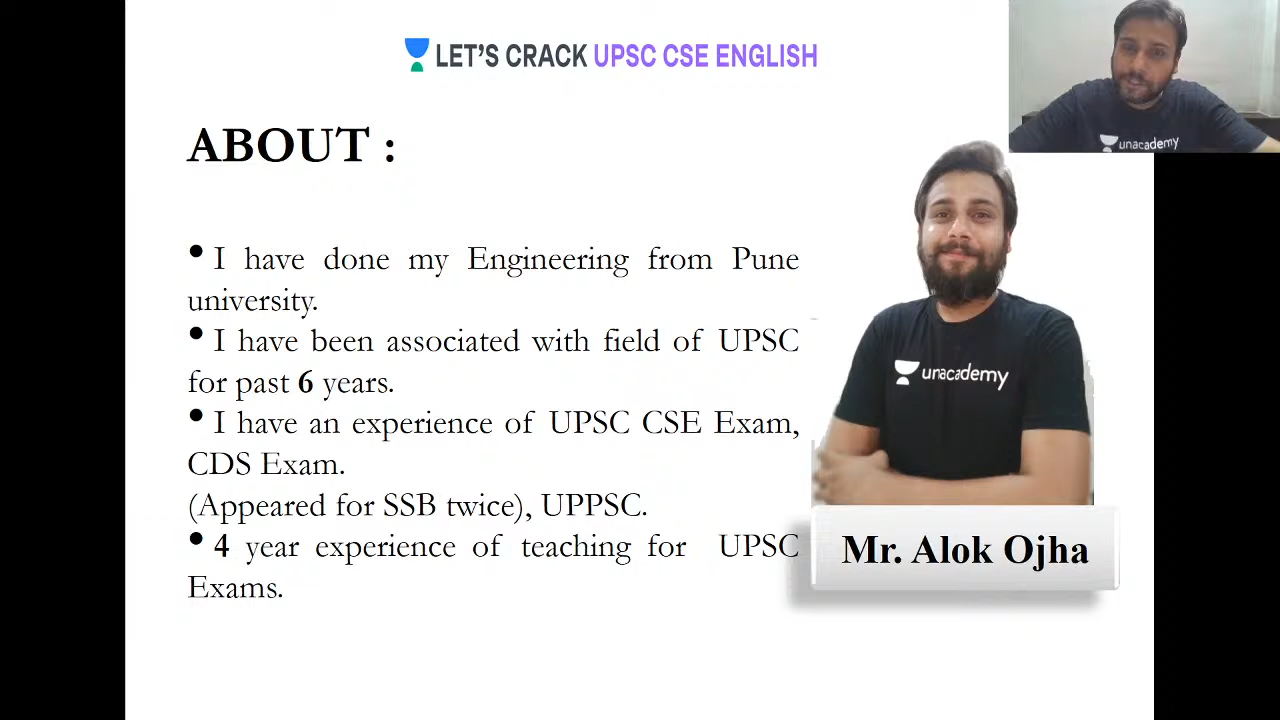 LET'S CRACK UPSC CSE ENGLISH
unacademy
ABOUT :
• I have done my Engineering from Pune
university.
• I have been associated with field of UPSC
for past 6 years.
• I have an experience of UPSC CSE Exam,
CDS Exam.
(Appeared for SSB twice), UPPSC.
• 4 year experience of teaching for UPSC
Exams.
unacademy
Mr. Alok Ojha